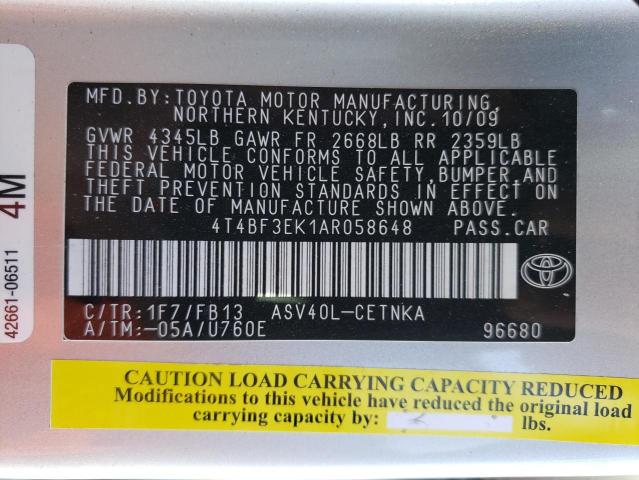 MFD.BY:TOYOTA MOTOR MANUFACTURING,
NORTHERN KENTUCKY,INC.10/09
GVWR 4345LB GAWR FR 2668LB RR 2359LB
THIS VEHICLE CONFORMS TO ALL APPLICABLE
FEDERAL MOTOR VEHICLE SAFETY,BUMPER,AND
THEFT PREVENTION STANDARDS IN EFFECT ON
THE DATE OF MANUFACTURE SHOWN ABOVE.
4T4BF3EK1AR058648 PASS.CAR
C/TR:1F7/FB13 ASV40L-CETNKA
A/TM:-05A/U760E 96680
42661-06511 4M
CAUTION LOAD CARRYING CAPACITY REDUCED
Modifications to this vehicle have reduced the original load
carrying capacity by: lbs.